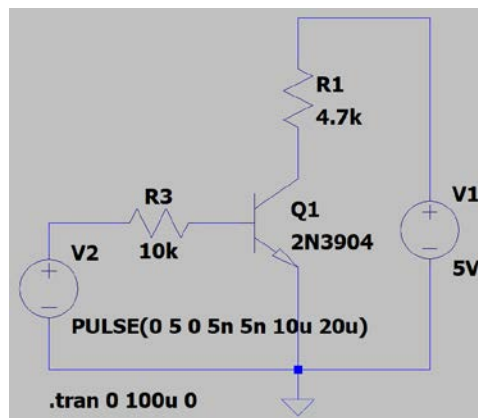 R1
4.7k
R3
10k
Q1
2N3904
V1
5V
V2
PULSE(0 5 0 5n 5n 10u 20u)
.tran 0 100u 0